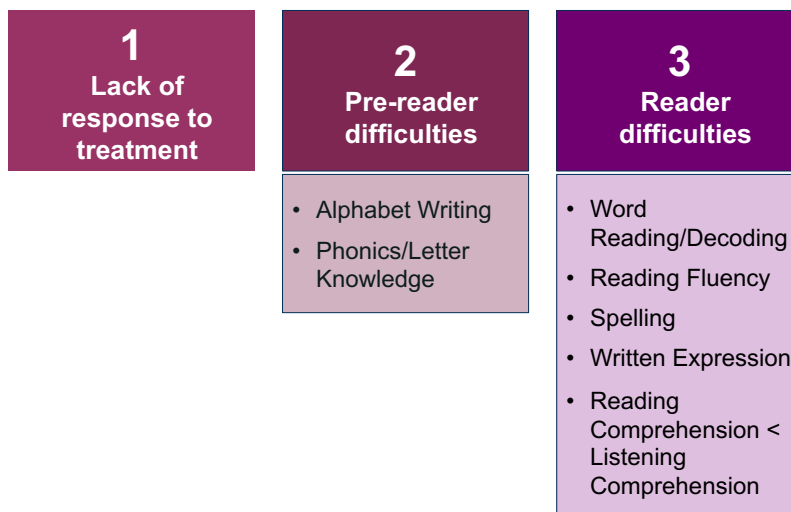 1
Lack of
response to
treatment
2
Pre-reader
difficulties
• Alphabet Writing
• Phonics/Letter
Knowledge
3
Reader
difficulties
• Word
Reading/Decoding
• Reading Fluency
• Spelling
• Written Expression
• Reading
Comprehension <
Listening
Comprehension